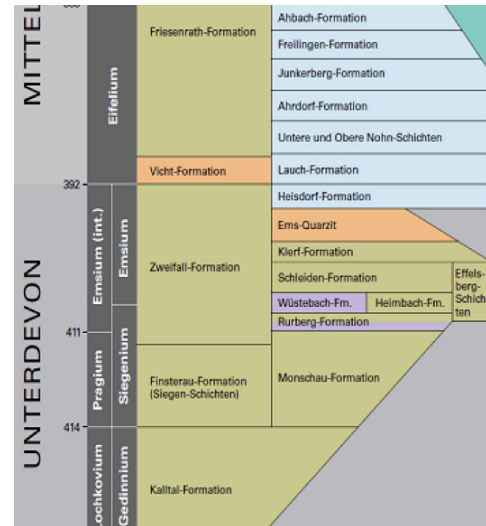 MITTEL
UNTERDEVON
392
411
414
Eifelium
Emsium (int.)
Emsium
Pragium
Siegenium
Lochkovium
Gedinnium
Friesenrath-Formation
Vicht-Formation
Zweifall-Formation
Finsterau-Formation
(Siegen-Schichten)
Kalltal-Formation
Ahbach-Formation
Freilingen-Formation
Junkerberg-Formation
Ahrdorf-Formation
Untere und Obere Nohn-Schichten
Lauch-Formation
Heisdorf-Formation
Ems-Quarzit
Klerf-Formation
Schleiden-Formation
Wüstebach-Fm.
Heimbach-Fm.
Rurberg-Formation
Effels-
berg-
Schich
ten
Monschau-Formation